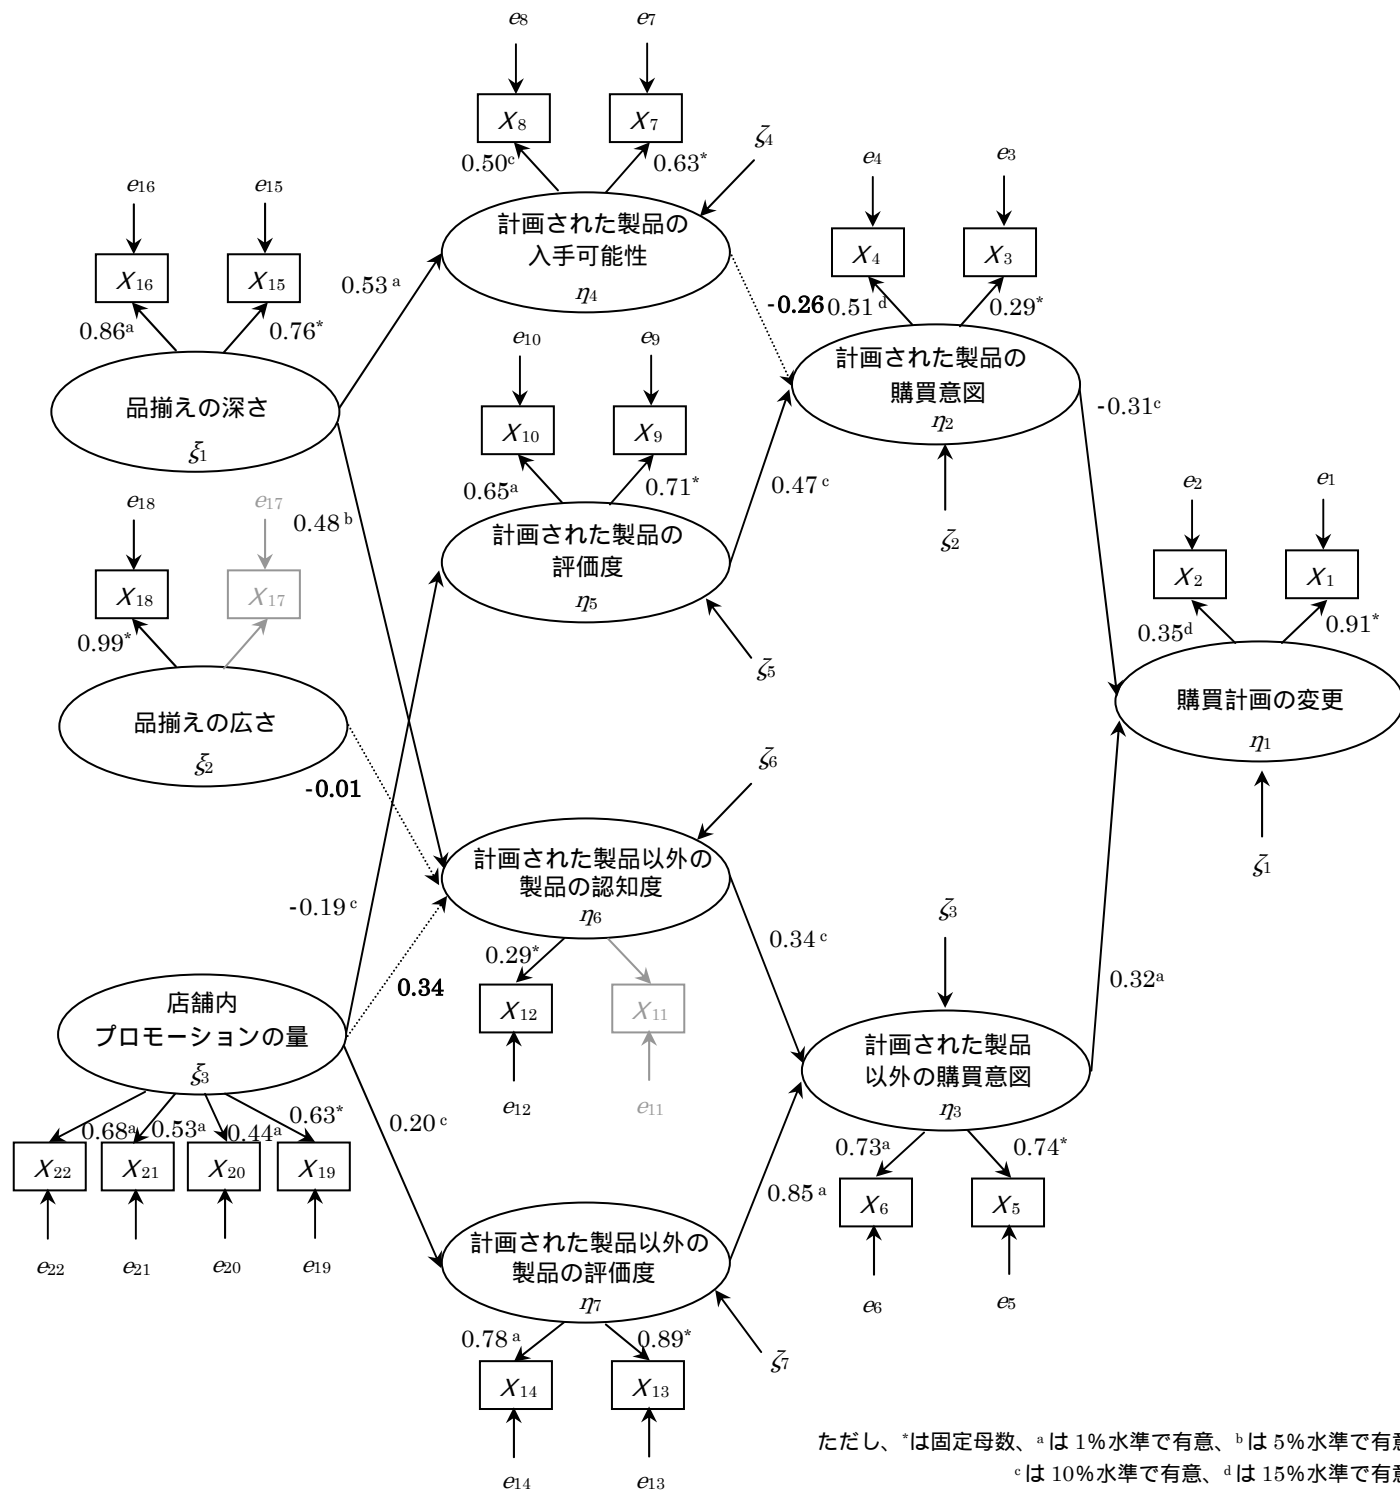 e8
e7
X8
X7
ζ4
0.50c
0.63*
e4
e3
計画された製品の
入手可能性
η4
e16
e15
X16
X15
0.86a
0.76*
0.53 a
X4
X3
-0.26
0.51 d
0.29*
計画された製品の
購買意図
η2
品揃えの深さ
ξ1
e10
e9
X10
X9
0.65a
0.71*
計画された製品の
評価度
η5
-0.31c
0.47 c
ζ2
0.48 b
e18
e17
X18
X17
0.99*
品揃えの広さ
ξ2
ζ5
e2
e1
X2
X1
0.35d
0.91*
購買計画の変更
η1
ζ1
-0.01
ζ6
計画された製品以外の
製品の認知度
η6
-0.19 c
0.34
0.29*
X12
X11
e12
e11
0.34 c
ζ3
0.32a
店舗内
プロモーションの量
ξ3
0.68a
0.53a
0.44a
0.63*
X22
X21
X20
X19
e22
e21
e20
e19
0.20 c
計画された製品
以外の購買意図
η3
0.73a
0.74*
X6
X5
e6
e5
0.85 a
計画された製品以外の
製品の評価度
η7
ζ7
0.78 a
0.89*
X14
X13
e14
e13
ただし、*は固定母数、a は 1%水準で有意、b は 5%水準で有意
c は 10%水準で有意、d は 15%水準で有意